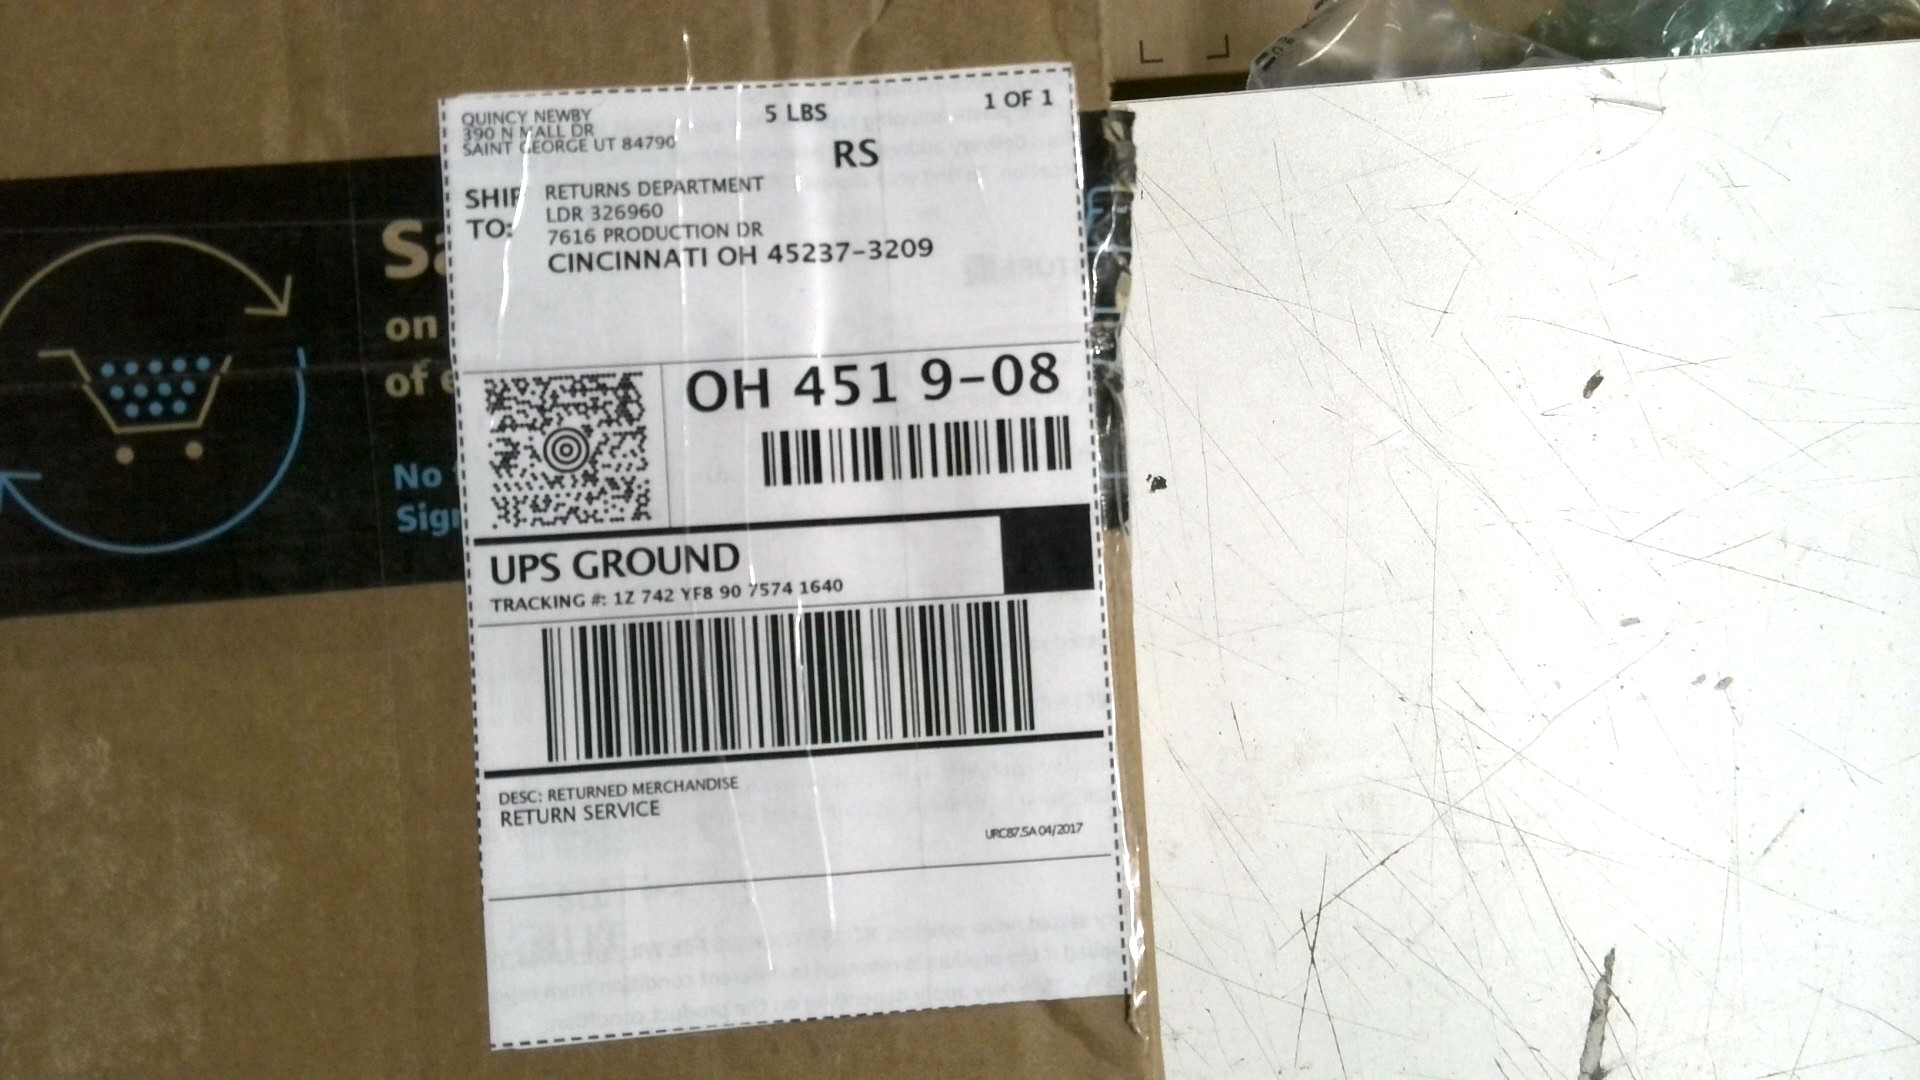 QUINCY NEWBY
390 N MALL DR
SAINT GEORGE UT 84790
5 LBS
1 OF 1
RS
SHIP
TO:
RETURNS DEPARTMENT
LDR 326960
7616 PRODUCTION DR
CINCINNATI OH 45237-3209
OH 451 9-08
UPS GROUND
TRACKING #: 1Z 742 YF8 90 7574 1640
DESC: RETURNED MERCHANDISE
RETURN SERVICE
URC87.5A 04/2017
on
of
No